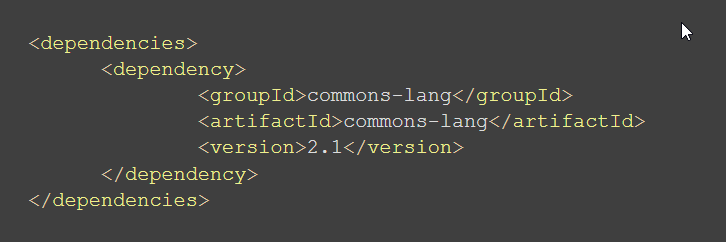 <dependencies>
<dependency>
<groupId>commons-lang</groupId>
<artifactId>commons-lang</artifactId>
<version>2.1</version>
</dependency>
</dependencies>